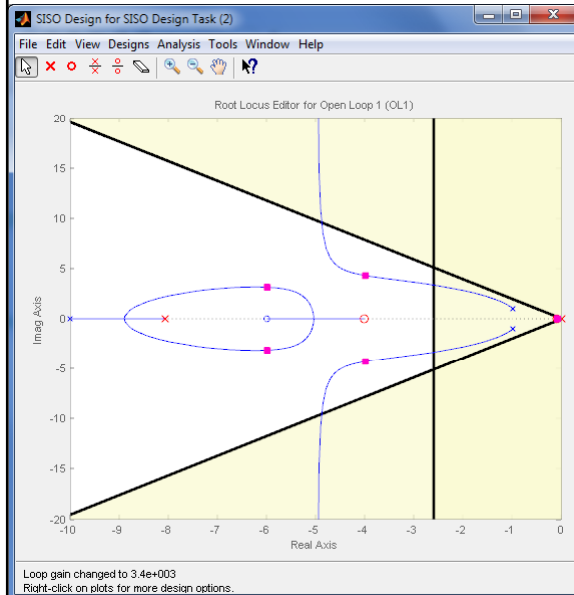 SISO Design for SISO Design Task (2)
File Edit View Designs Analysis Tools Window Help
Root Locus Editor for Open Loop 1 (OL1)
20
15
10
5
0
-5
-10
-15
-20
Imag Axis
-10 -9 -8 -7 -6 -5 -4 -3 -2 -1 0
Real Axis
Loop gain changed to 3.4e+003
Right-click on plots for more design options.